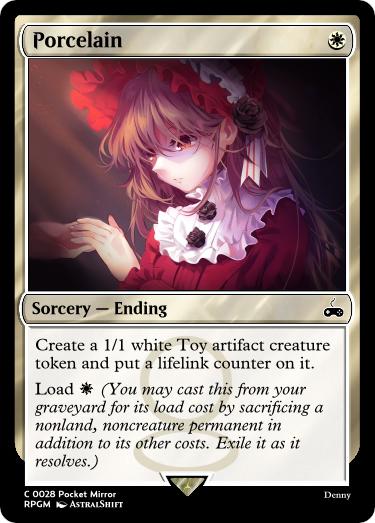 Porcelain
Sorcery — Ending
Create a 1/1 white Toy artifact creature
token and put a lifelink counter on it.
Load (You may cast this from your
graveyard for its load cost by sacrificing a
nonland, noncreature permanent in
addition to its other costs. Exile it as it
resolves.)
C 0028 Pocket Mirror
Denny
RPGM AstralShift